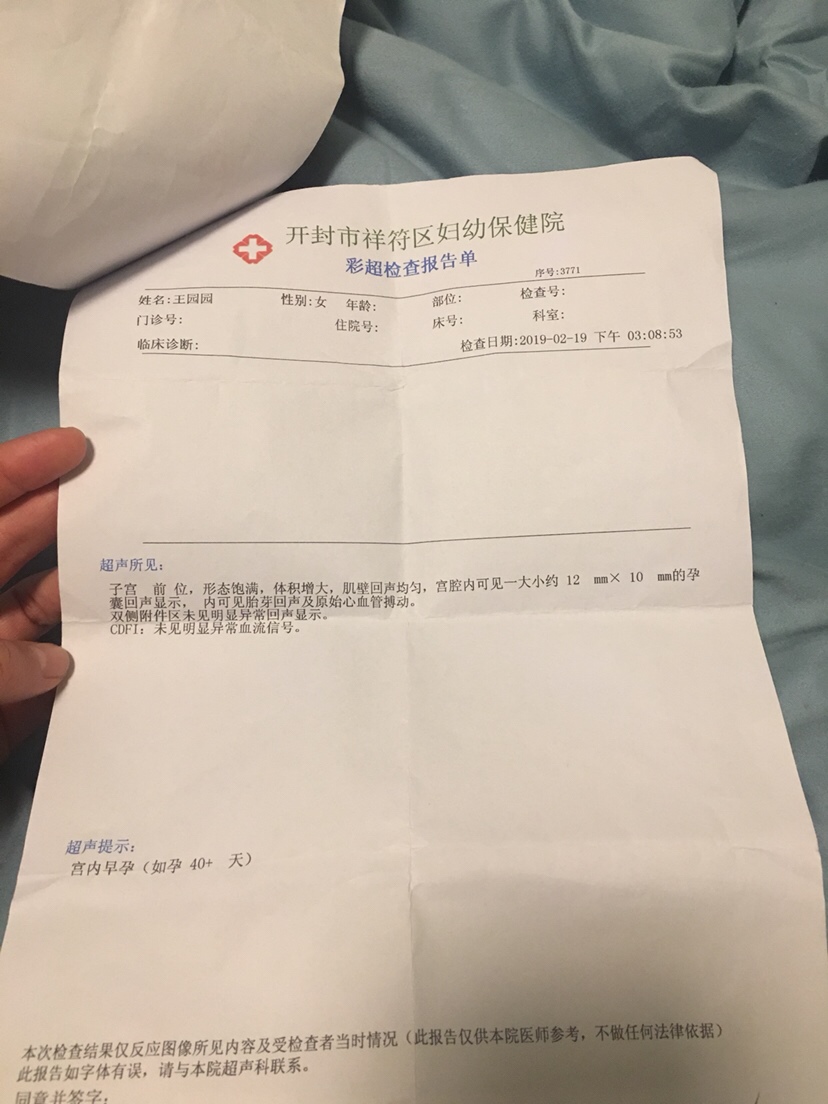 开封市祥符区妇幼保健院
彩超检查报告单
序号:3771
姓名:王园园 性别:女 年龄: 部位: 检查号:
门诊号: 住院号: 床号: 科室:
临床诊断: 检查日期:2019-02-19 下午 03:08:53
超声所见:
子宫 前 位，形态饱满，体积增大，肌壁回声均匀，宫腔内可见一大小约 12 mm× 10 mm的孕
囊回声显示， 内可见胎芽回声及原始心血管搏动。
双侧附件区未见明显异常回声显示。
CDFI: 未见明显异常血流信号。
超声提示:
宫内早孕（如孕 40+ 天）
本次检查结果仅反应图像所见内容及受检查者当时情况（此报告仅供本院医师参考，不做任何法律依据）
此报告如字体有误，请与本院超声科联系。
同意并签字: